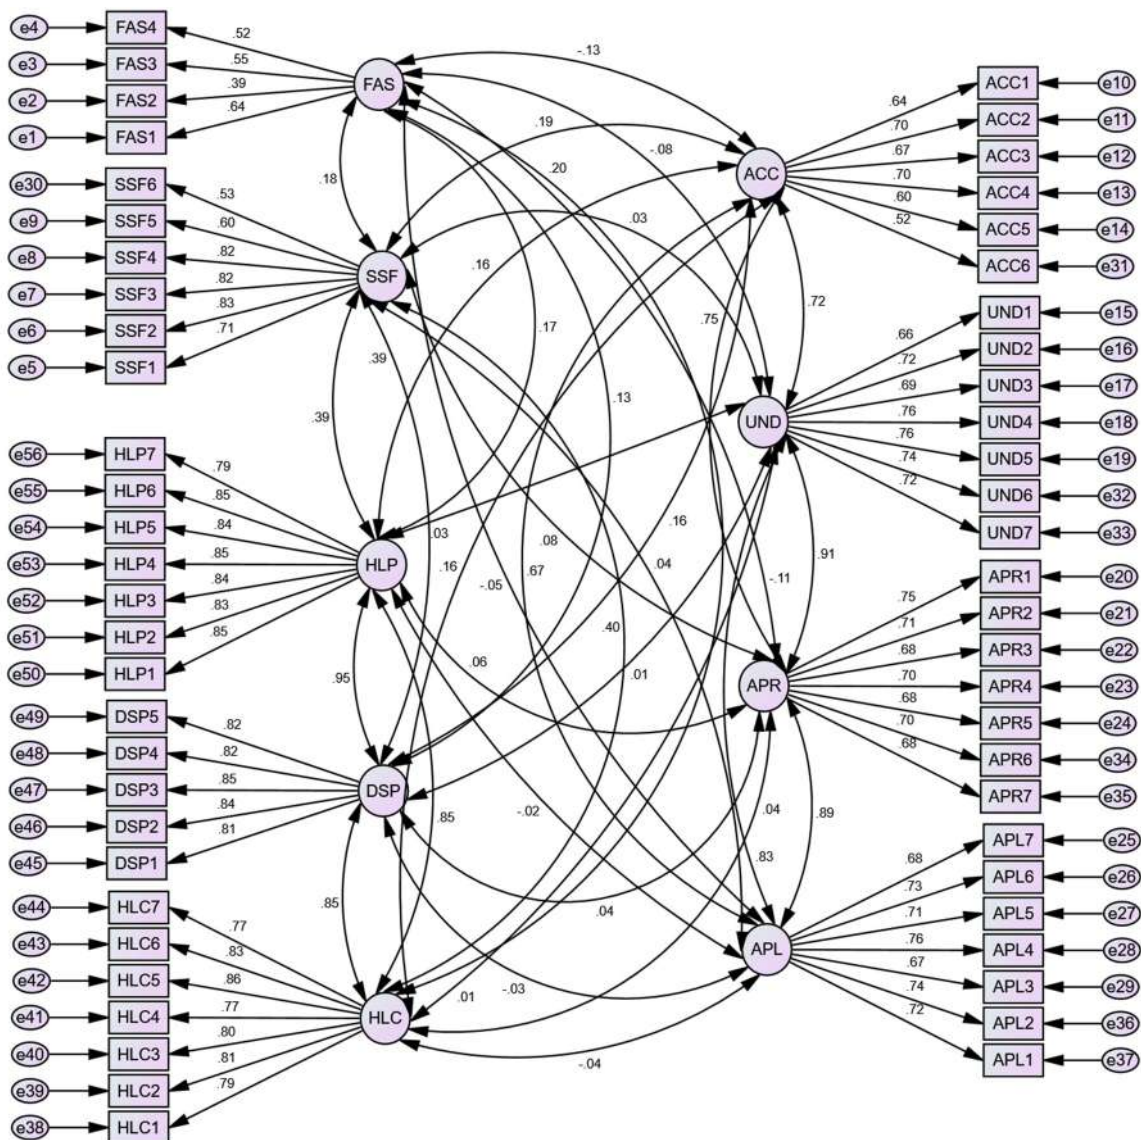 e4 FAS4 .52
e3 FAS3 .55
e2 FAS2 .39
e1 FAS1 .64
FAS
e30 SSF6 .53
e9 SSF5 .60
e8 SSF4 .82
e7 SSF3 .82
e6 SSF2 .83
e5 SSF1 .71
SSF
e56 HLP7 .79
e55 HLP6 .85
e54 HLP5 .84
e53 HLP4 .85
e52 HLP3 .84
e51 HLP2 .83
e50 HLP1 .85
HLP
e49 DSP5 .82
e48 DSP4 .82
e47 DSP3 .85
e46 DSP2 .84
e45 DSP1 .81
DSP
e44 HLC7 .77
e43 HLC6 .83
e42 HLC5 .86
e41 HLC4 .77
e40 HLC3 .80
e39 HLC2 .81
e38 HLC1 .79
HLC
-.13
.19
-.08
.20
.18
.03
.16
.72
.17
.75
.39
.13
.39
.16
.03
.08
.04
.91
.16
-.05
.67
-.11
.40
.06
.01
.95
-.02
.04
.89
.85
.83
.85
.04
-.03
.01
-.04
ACC
.64 ACC1 e10
.70 ACC2 e11
.67 ACC3 e12
.70 ACC4 e13
.60 ACC5 e14
.52 ACC6 e31
UND
.66 UND1 e15
.72 UND2 e16
.69 UND3 e17
.76 UND4 e18
.76 UND5 e19
.74 UND6 e32
.72 UND7 e33
APR
.75 APR1 e20
.71 APR2 e21
.68 APR3 e22
.70 APR4 e23
.68 APR5 e24
.70 APR6 e34
.68 APR7 e35
APL
.68 APL7 e25
.73 APL6 e26
.71 APL5 e27
.76 APL4 e28
.67 APL3 e29
.74 APL2 e36
.72 APL1 e37